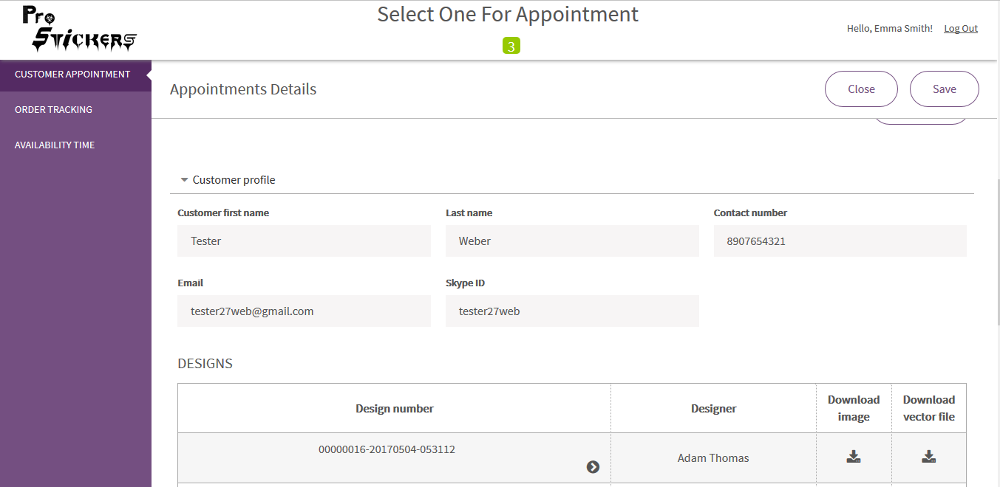 Pro
Stickers
Select One For Appointment
3
Hello, Emma Smith!
Log Out
CUSTOMER APPOINTMENT
ORDER TRACKING
AVAILABILITY TIME
Appointments Details
Close
Save
Customer profile
Customer first name
Last name
Contact number
Tester
Weber
8907654321
Email
Skype ID
tester27web@gmail.com
tester27web
DESIGNS
Design number
Designer
Download
image
Download
vector file
00000016-20170504-053112
Adam Thomas